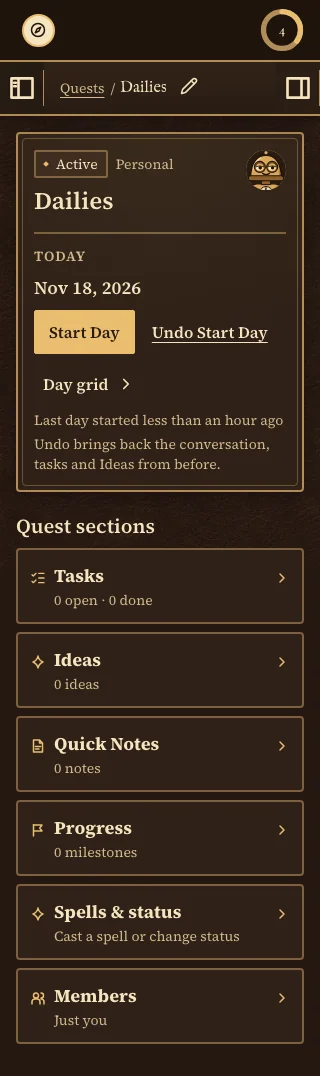 4
Quests / Dailies
Active Personal
Dailies
TODAY
Nov 18, 2026
Start Day Undo Start Day
Day grid
Last day started less than an hour ago
Undo brings back the conversation,
tasks and Ideas from before.
Quest sections
Tasks
0 open · 0 done
Ideas
0 ideas
Quick Notes
0 notes
Progress
0 milestones
Spells & status
Cast a spell or change status
Members
Just you